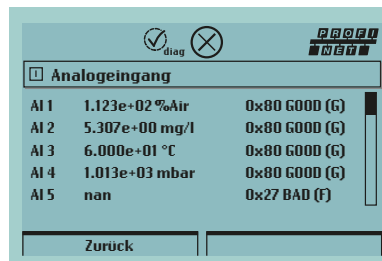 diag
PROFI
NET
Analogeingang
AI 1 1.123e+02 %Air 0x80 GOOD (G)
AI 2 5.307e+00 mg/l 0x80 GOOD (G)
AI 3 6.000e+01 °C 0x80 GOOD (G)
AI 4 1.013e+03 mbar 0x80 GOOD (G)
AI 5 nan 0x27 BAD (F)
Zurück